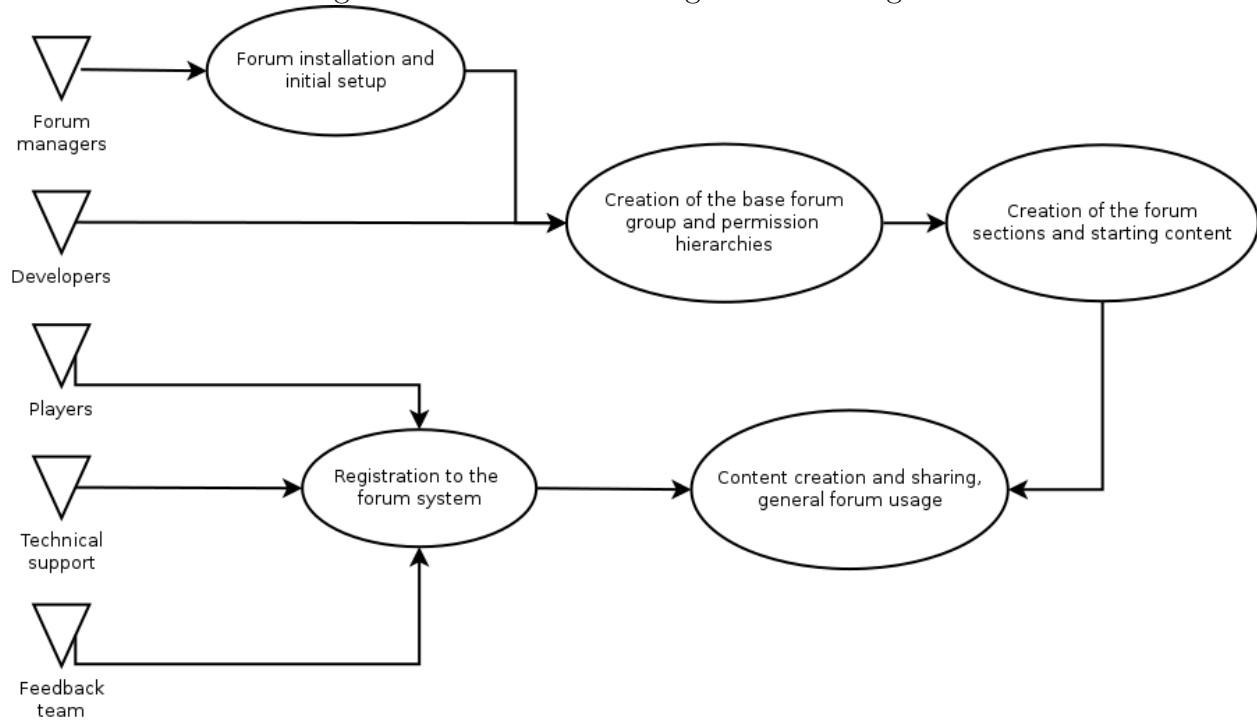 Forum installation and
initial setup
Forum
managers
Creation of the base forum
group and permission
hierarchies
Creation of the forum
sections and starting content
Developers
Players
Registration to the
forum system
Content creation and sharing,
general forum usage
Technical
support
Feedback
team